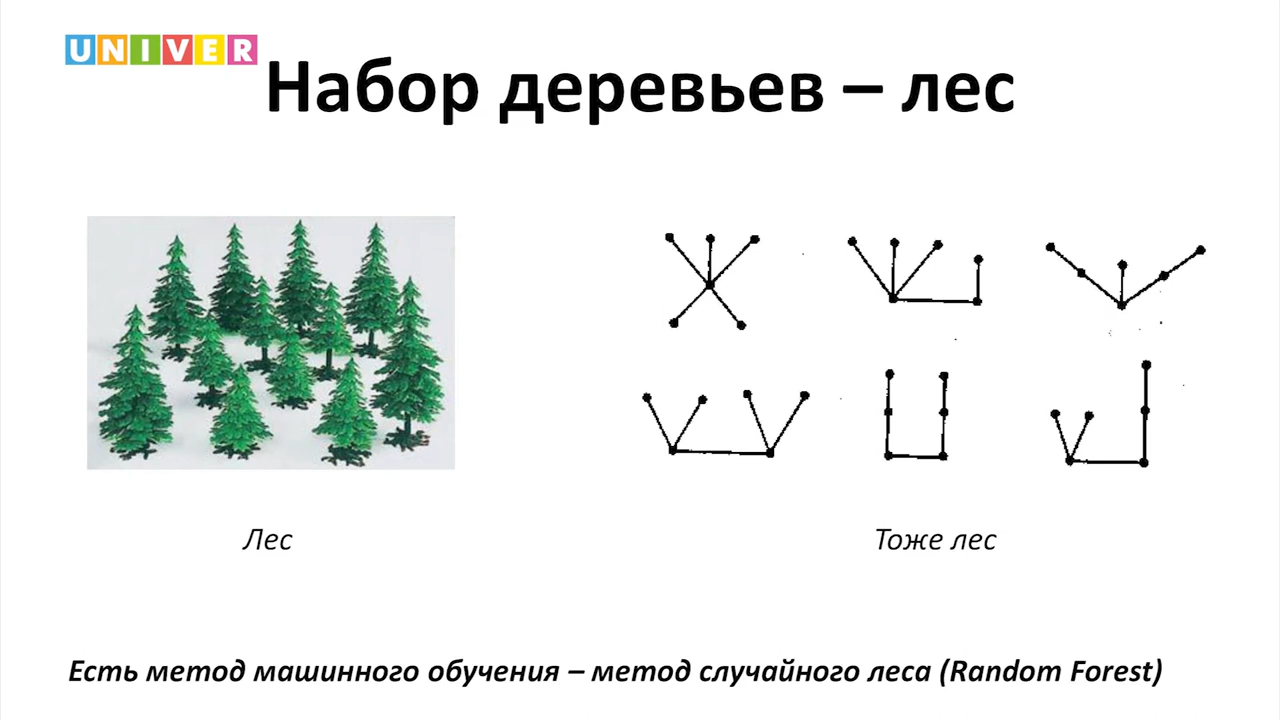 UNIVER
Набор деревьев – лес
Лес
Тоже лес
Есть метод машинного обучения – метод случайного леса (Random Forest)